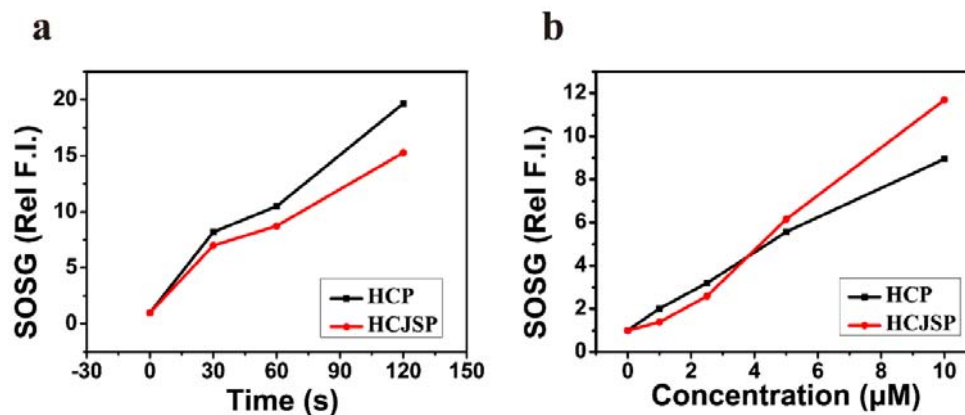 a
SOSG (Rel F.I.)
20
15
10
5
0
HCP
HCJSP
-30 0 30 60 90 120 150
Time (s)
b
SOSG (Rel F.I.)
12
10
8
6
4
2
0
HCP
HCJSP
0 2 4 6 8 10
Concentration (µM)